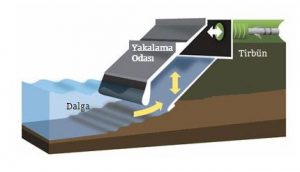 Yakalama
Odası
Tirbün
Dalga